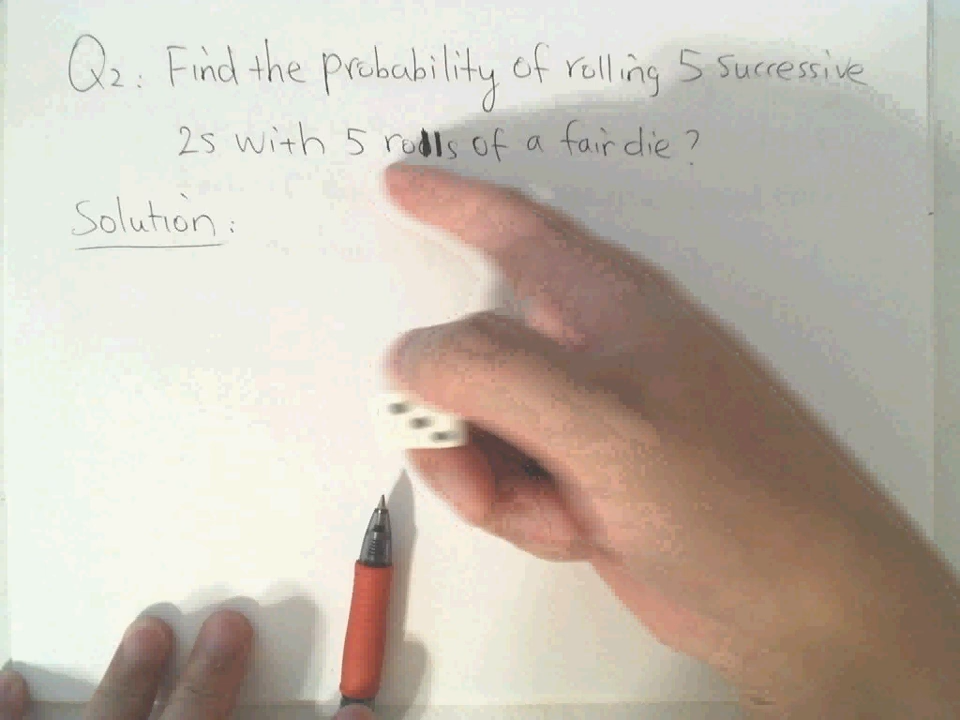 Q2: Find the probability of rolling 5 successive
2s with 5 rolls of a fair die?
Solution: